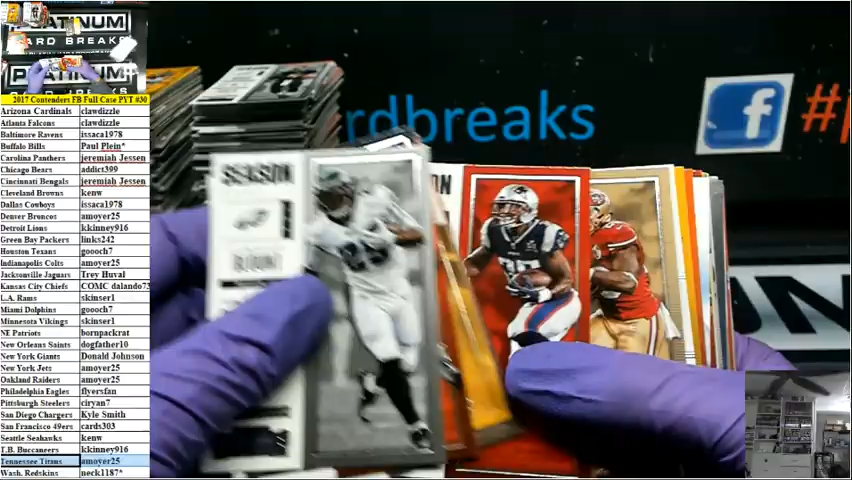 PLATINUM
ARD BREAKS
PLATINUM
2017 Contenders FB Full Case PYT #30
Arizona Cardinals clawdizzle
Atlanta Falcons clawdizzle
Baltimore Ravens issaca1978
Buffalo Bills Paul Plein*
Carolina Panthers jeremiah Jessen
Chicago Bears addict399
Cincinnati Bengals jeremiah Jessen
Cleveland Browns kenw
Dallas Cowboys issaca1978
Denver Broncos amoyer25
Detroit Lions kkinney916
Green Bay Packers links242
Houston Texans goooch7
Indianapolis Colts amoyer25
Jacksonville Jaguars Trey Huval
Kansas City Chiefs COMC dalando73
L.A. Rams skinser1
Miami Dolphins goooch7
Minnesota Vikings skinser1
NE Patriots bornpackrat
New Orleans Saints dogfather10
New York Giants Donald Johnson
New York Jets amoyer25
Oakland Raiders amoyer25
Philadelphia Eagles flyersfan
Pittsburgh Steelers ciryan7
San Diego Chargers Kyle Smith
San Francisco 49ers cards303
Seattle Seahawks kenw
T.B. Buccaneers kkinney916
Tennessee Titans amoyer25
Wash. Redskins neck1187*
rdbreaks
f
#p
SEASON
ON